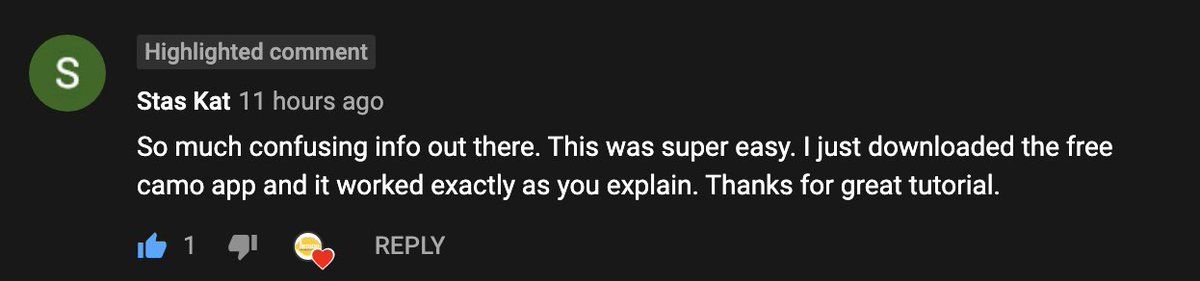 S
Highlighted comment
Stas Kat 11 hours ago
So much confusing info out there. This was super easy. I just downloaded the free
camo app and it worked exactly as you explain. Thanks for great tutorial.
1 REPLY